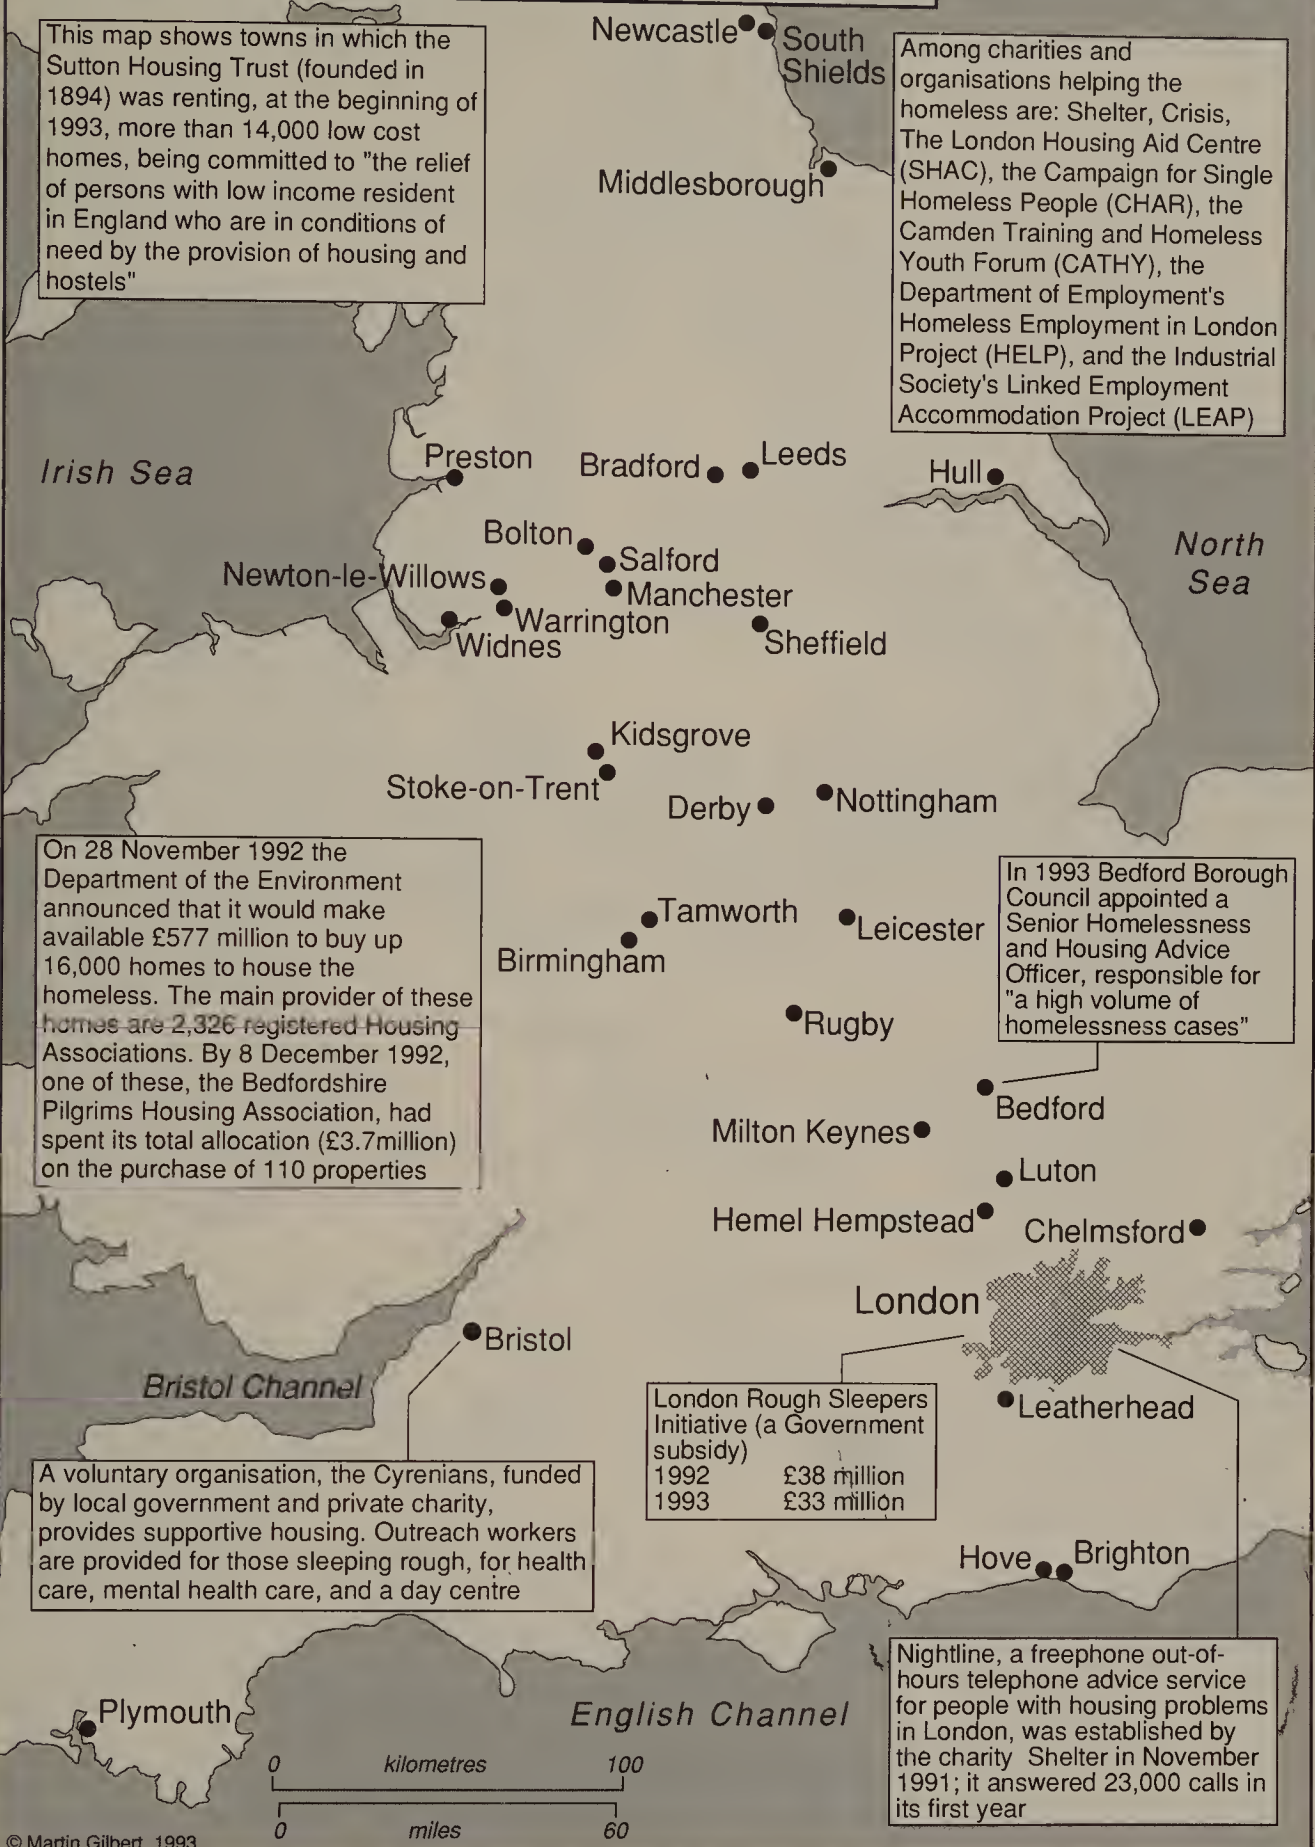 This map shows towns in which the
Sutton Housing Trust (founded in
1894) was renting, at the beginning of
1993, more than 14,000 low cost
homes, being committed to "the relief
of persons with low income resident
in England who are in conditions of
need by the provision of housing and
hostels"
Newcastle
South
Shields
Middlesborough
Among charities and
organisations helping the
homeless are: Shelter, Crisis,
The London Housing Aid Centre
(SHAC), the Campaign for Single
Homeless People (CHAR), the
Camden Training and Homeless
Youth Forum (CATHY), the
Department of Employment's
Homeless Employment in London
Project (HELP), and the Industrial
Society's Linked Employment
Accommodation Project (LEAP)
Irish Sea
Preston
Bradford
Leeds
Hull
North
Sea
Bolton
Salford
Newton-le-Willows
Manchester
Warrington
Widnes
Sheffield
Kidsgrove
Stoke-on-Trent
Derby
Nottingham
On 28 November 1992 the
Department of the Environment
announced that it would make
available £577 million to buy up
16,000 homes to house the
homeless. The main provider of these
homes are 2,326 registered Housing
Associations. By 8 December 1992,
one of these, the Bedfordshire
Pilgrims Housing Association, had
spent its total allocation (£3.7million)
on the purchase of 110 properties
Tamworth
Birmingham
Leicester
Rugby
In 1993 Bedford Borough
Council appointed a
Senior Homelessness
and Housing Advice
Officer, responsible for
"a high volume of
homelessness cases"
Bedford
Milton Keynes
Luton
Hemel Hempstead
Chelmsford
London
Bristol
Bristol Channel
Leatherhead
London Rough Sleepers
Initiative (a Government
subsidy)
1992 £38 million
1993 £33 million
A voluntary organisation, the Cyrenians, funded
by local government and private charity,
provides supportive housing. Outreach workers
are provided for those sleeping rough, for health
care, mental health care, and a day centre
Hove
Brighton
Nightline, a freephone out-of-
hours telephone advice service
for people with housing problems
in London, was established by
the charity Shelter in November
1991; it answered 23,000 calls in
its first year
Plymouth
English Channel
0 kilometres 100
0 miles 60
© Martin Gilbert 1993